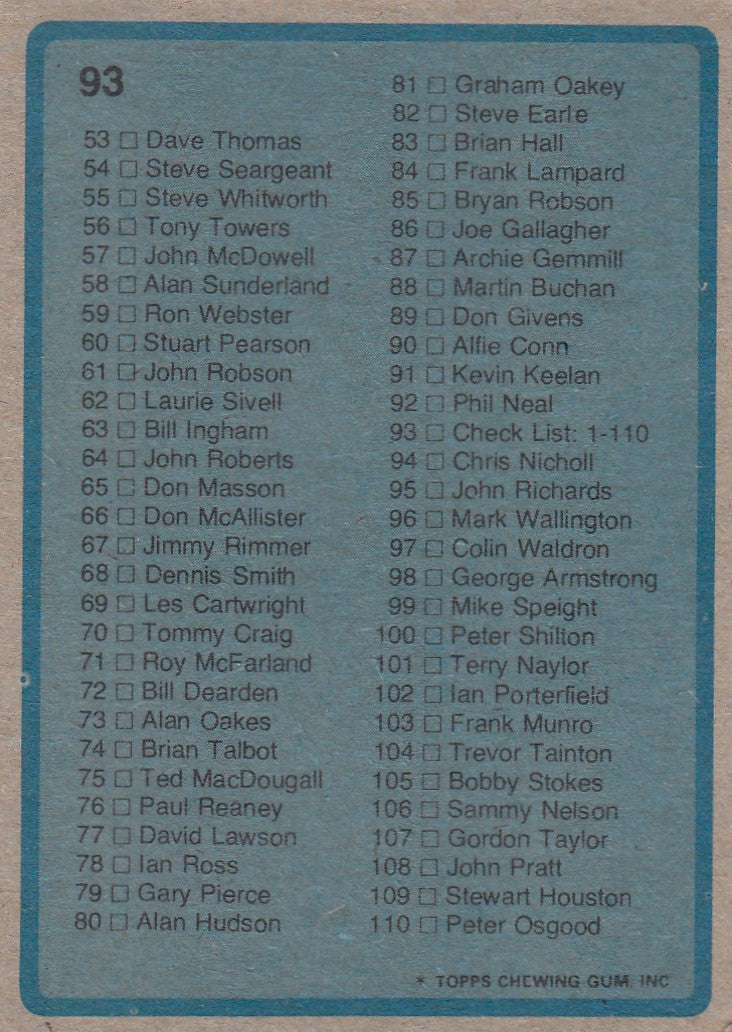 93
53 □ Dave Thomas
54 □ Steve Seargeant
55 □ Steve Whitworth
56 □ Tony Towers
57 □ John McDowell
58 □ Alan Sunderland
59 □ Ron Webster
60 □ Stuart Pearson
61 □ John Robson
62 □ Laurie Sivell
63 □ Bill Ingham
64 □ John Roberts
65 □ Don Masson
66 □ Don McAllister
67 □ Jimmy Rimmer
68 □ Dennis Smith
69 □ Les Cartwright
70 □ Tommy Craig
71 □ Roy McFarland
72 □ Bill Dearden
73 □ Alan Oakes
74 □ Brian Talbot
75 □ Ted MacDougall
76 □ Paul Reaney
77 □ David Lawson
78 □ Ian Ross
79 □ Gary Pierce
80 □ Alan Hudson
81 □ Graham Oakey
82 □ Steve Earle
83 □ Brian Hall
84 □ Frank Lampard
85 □ Bryan Robson
86 □ Joe Gallagher
87 □ Archie Gemmill
88 □ Martin Buchan
89 □ Don Givens
90 □ Alfie Conn
91 □ Kevin Keelan
92 □ Phil Neal
93 □ Check List: 1-110
94 □ Chris Nicholl
95 □ John Richards
96 □ Mark Wallington
97 □ Colin Waldron
98 □ George Armstrong
99 □ Mike Speight
100 □ Peter Shilton
101 □ Terry Naylor
102 □ Ian Porterfield
103 □ Frank Munro
104 □ Trevor Tainton
105 □ Bobby Stokes
106 □ Sammy Nelson
107 □ Gordon Taylor
108 □ John Pratt
109 □ Stewart Houston
110 □ Peter Osgood
* TOPPS CHEWING GUM, INC